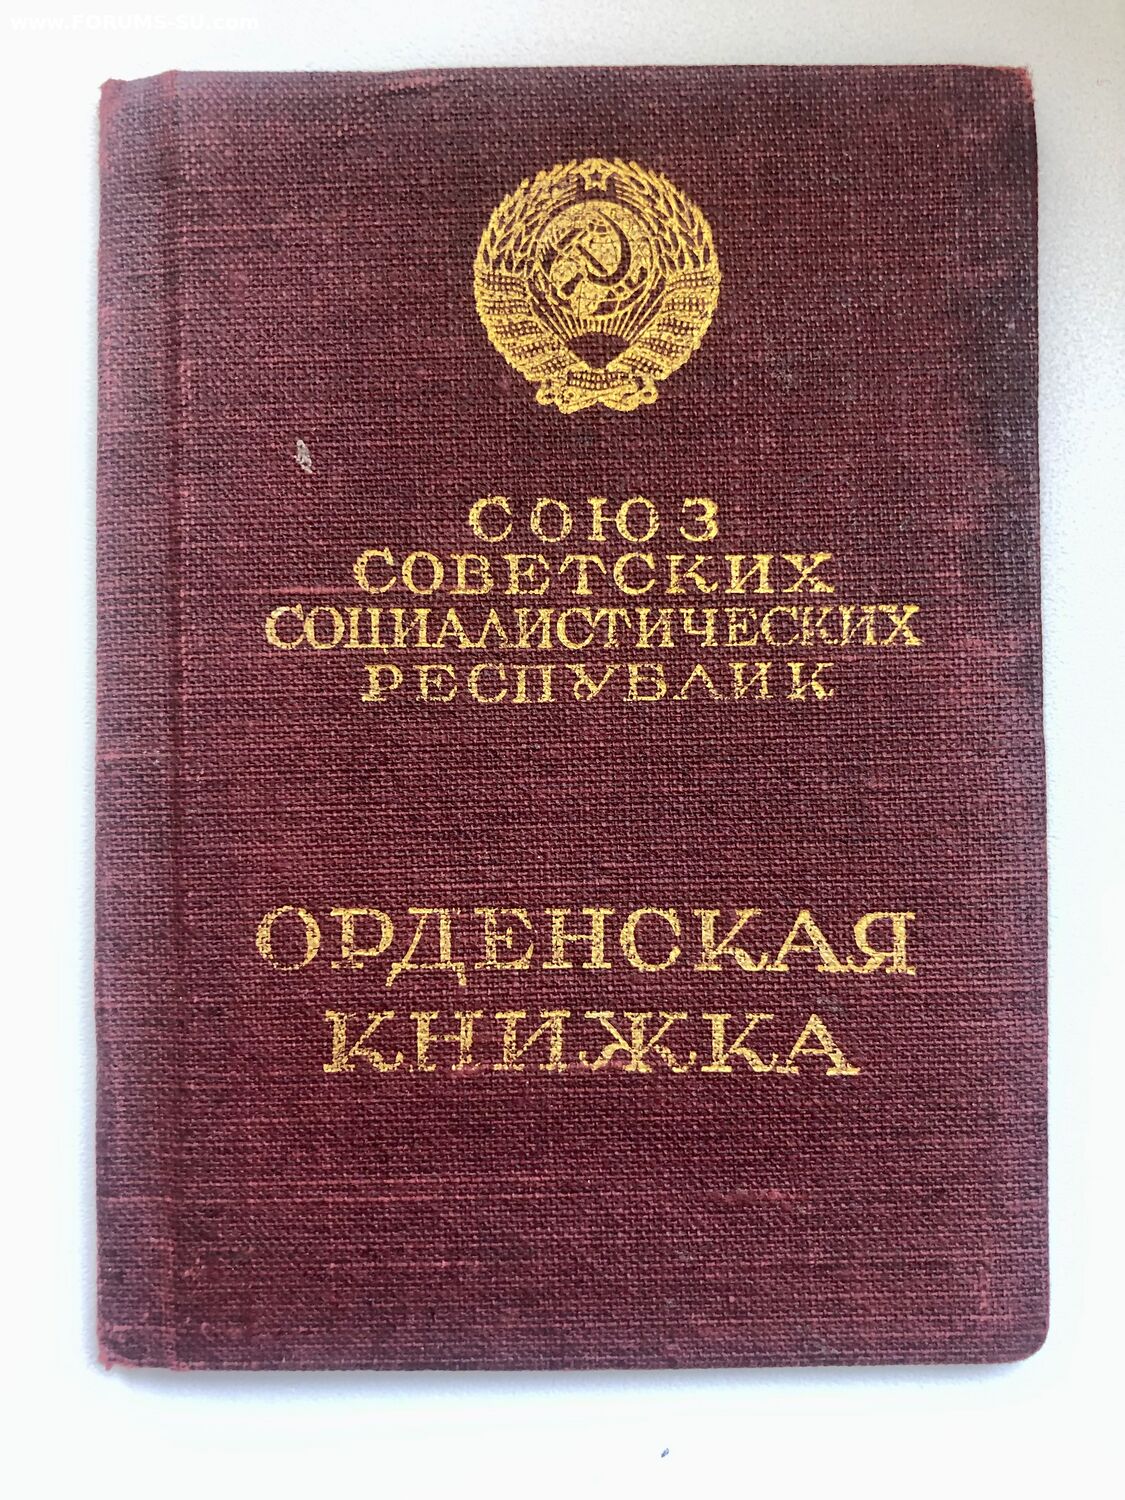 www.FORUMS-SU.com
СОЮЗ
СОВЕТСКИХ
СОЦИАЛИСТИЧЕСКИХ
РЕСПУБЛИК
ОРДЕНСКАЯ
КНИЖКА